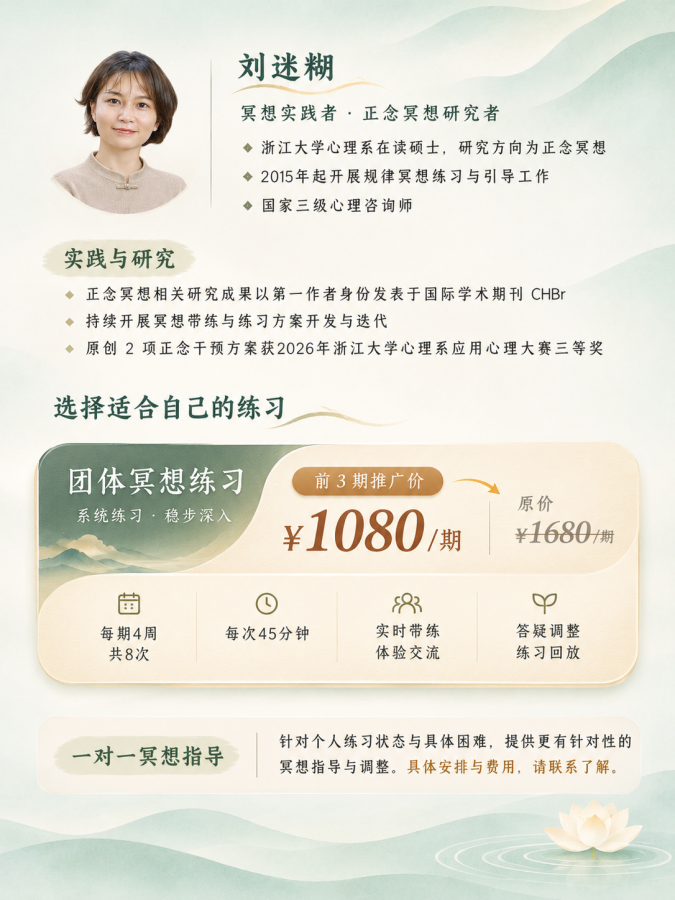 刘迷糊
冥想实践者 · 正念冥想研究者
浙江大学心理系在读硕士，研究方向为正念冥想
2015年起开展规律冥想练习与引导工作
国家三级心理咨询师
实践与研究
正念冥想相关研究成果以第一作者身份发表于国际学术期刊 CHBr
持续开展冥想带练与练习方案开发与迭代
原创 2 项正念干预方案获2026年浙江大学心理系应用心理大赛三等奖
选择适合自己的练习
团体冥想练习
系统练习 · 稳步深入
前 3 期推广价
¥1080/期
原价
¥1680/期
每期4周
共8次
每次45分钟
实时带练
体验交流
答疑调整
练习回放
一对一冥想指导
针对个人练习状态与具体困难，提供更有针对性的
冥想指导与调整。具体安排与费用，请联系了解。